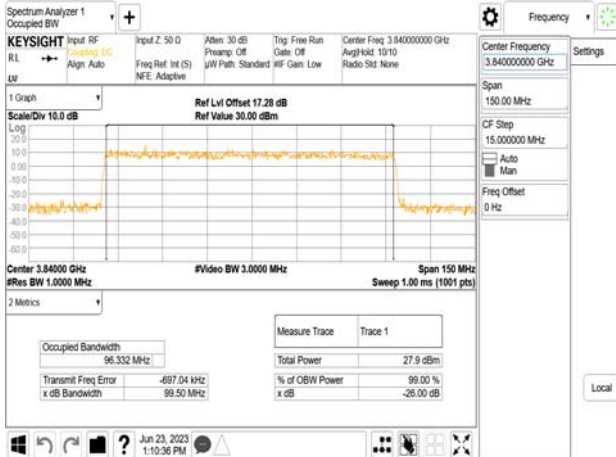 Spectrum Analyzer 1
Occupied BW
+
Frequency
KEYSIGHT
RL
Input: RF
Coupling: DC
Align: Auto
Input Z: 50 Ω
Freq Ref: Int (S)
NFE: Adaptive
Atten: 30 dB
Preamp: Off
µW Path: Standard
Trig: Free Run
Gate: Off
#IF Gain: Low
Center Freq: 3.840000000 GHz
Avg|Hold: 10/10
Radio Std: None
Center Frequency
3.840000000 GHz
Settings
Span
150.00 MHz
CF Step
15.000000 MHz
Auto
Man
Freq Offset
0 Hz
1 Graph
Scale/Div 10.0 dB
Ref Lvl Offset 17.28 dB
Ref Value 30.00 dBm
Log
20.0
10.0
0.00
-10.0
-20.0
-30.0
-40.0
-50.0
-60.0
Center 3.84000 GHz
#Res BW 1.0000 MHz
#Video BW 3.0000 MHz
Span 150 MHz
Sweep 1.00 ms (1001 pts)
2 Metrics
Measure Trace
Trace 1
Occupied Bandwidth
96.332 MHz
Total Power
27.9 dBm
Transmit Freq Error
-697.04 kHz
% of OBW Power
99.00 %
x dB Bandwidth
99.50 MHz
x dB
-26.00 dB
Local
?
Jun 23, 2023
1:10:36 PM